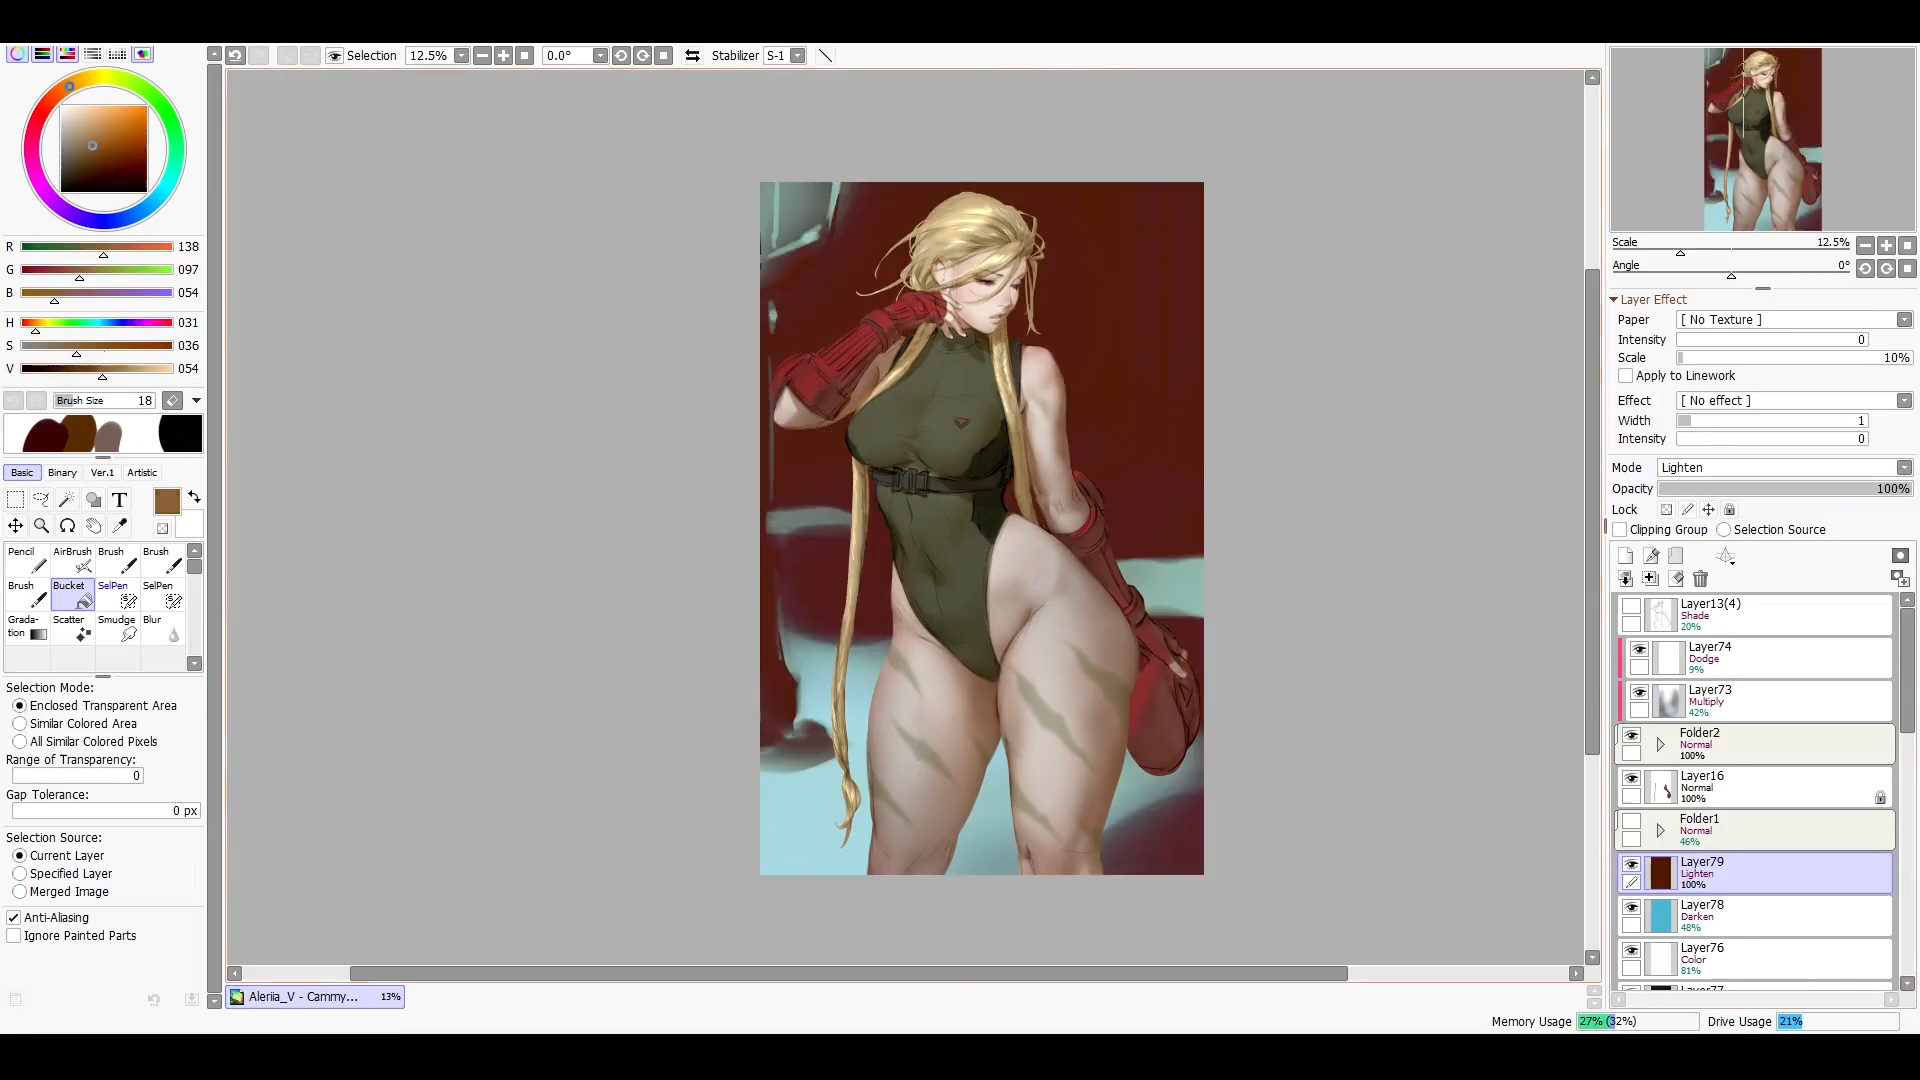 Selection
12.5%
0.0°
Stabilizer
S-1
R
138
G
097
B
054
H
031
S
036
V
054
Brush Size
18
Basic
Binary
Ver.1
Artistic
T
Pencil
AirBrush
Brush
Brush
Brush
Bucket
SelPen
SelPen
Grada-
tion
Scatter
Smudge
Blur
Selection Mode:
Enclosed Transparent Area
Similar Colored Area
All Similar Colored Pixels
Range of Transparency:
0
Gap Tolerance:
0 px
Selection Source:
Current Layer
Specified Layer
Merged Image
Anti-Aliasing
Ignore Painted Parts
Aleriia_V - Cammy...
13%
Scale
12.5%
Angle
0°
Layer Effect
Paper
[ No Texture ]
Intensity
0
Scale
10%
Apply to Linework
Effect
[ No effect ]
Width
1
Intensity
0
Mode
Lighten
Opacity
100%
Lock
Clipping Group
Selection Source
Layer13(4)
Shade
20%
Layer74
Dodge
9%
Layer73
Multiply
42%
Folder2
Normal
100%
Layer16
Normal
100%
Folder1
Normal
46%
Layer79
Lighten
100%
Layer78
Darken
48%
Layer76
Color
81%
Layer77
Memory Usage
27% (32%)
Drive Usage
21%